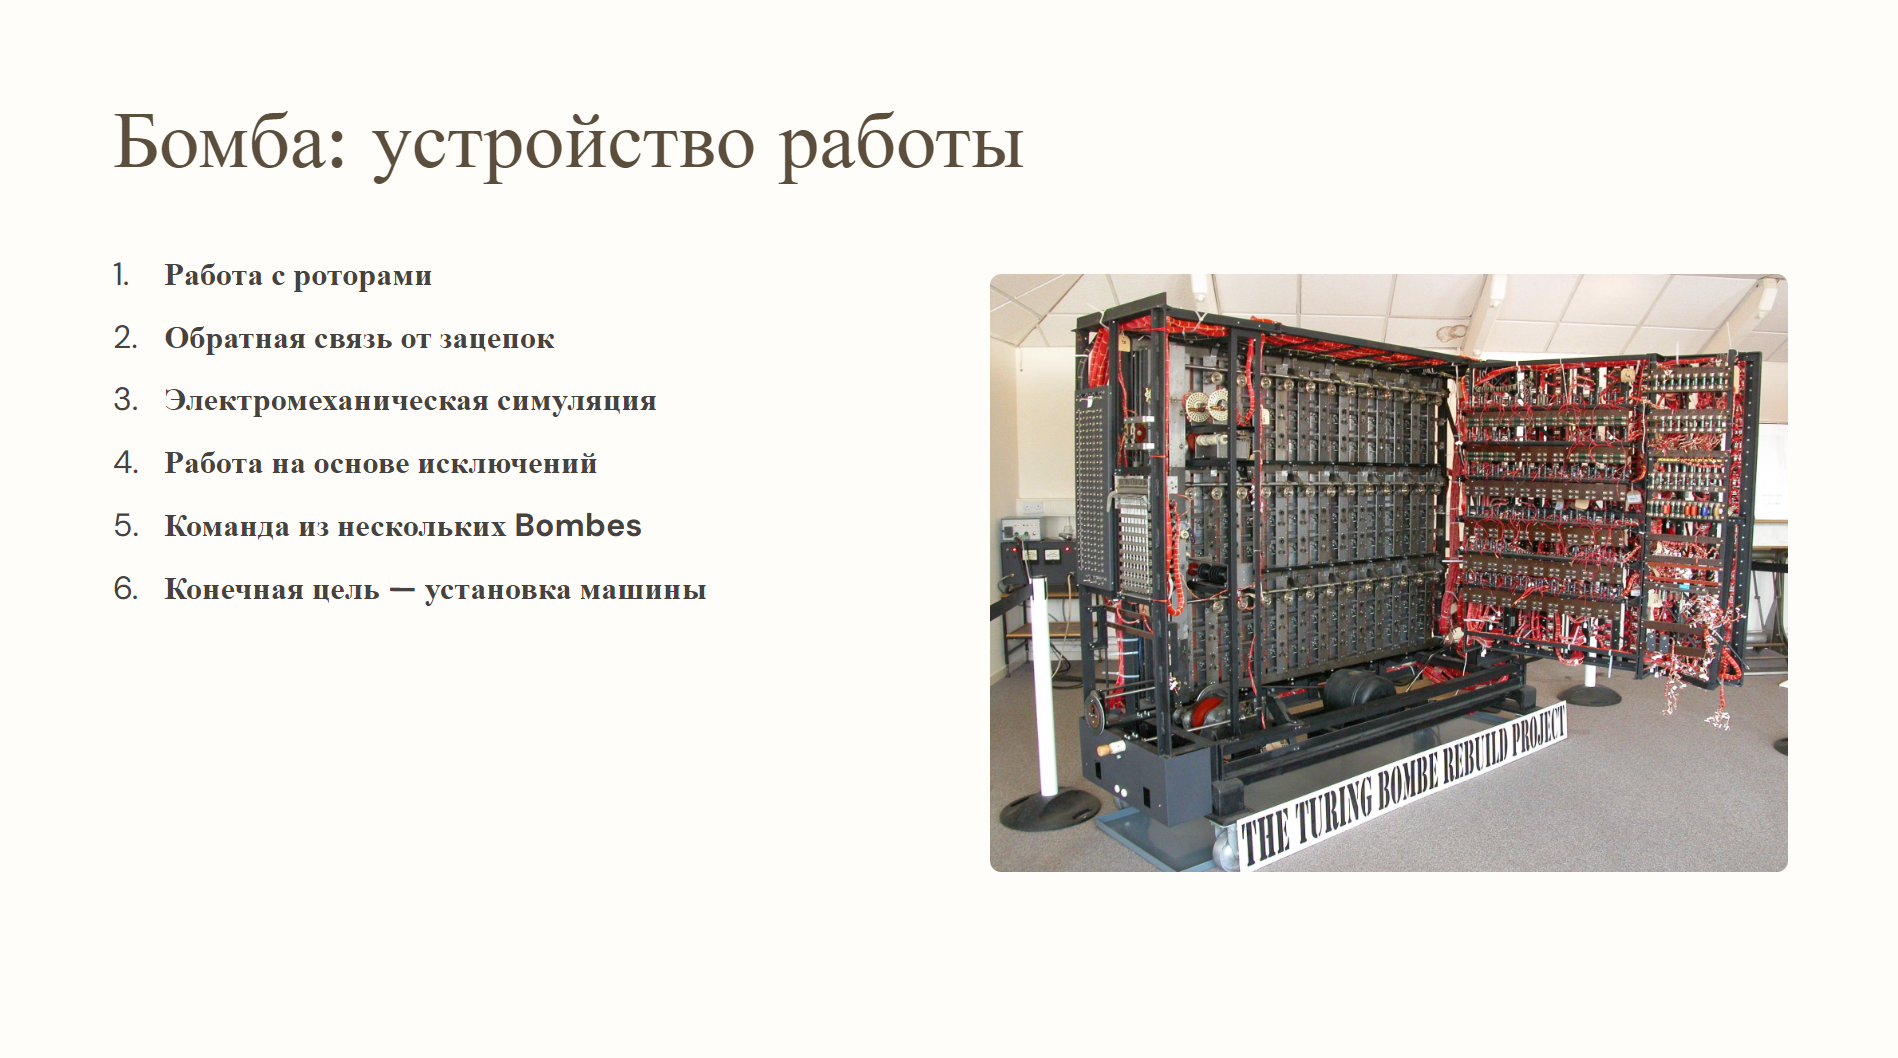 Бомба: устройство работы
1. Работа с роторами
2. Обратная связь от зацепок
3. Электромеханическая симуляция
4. Работа на основе исключений
5. Команда из нескольких Bombes
6. Конечная цель — установка машины
THE TURING BOMBE REBUILD PROJECT